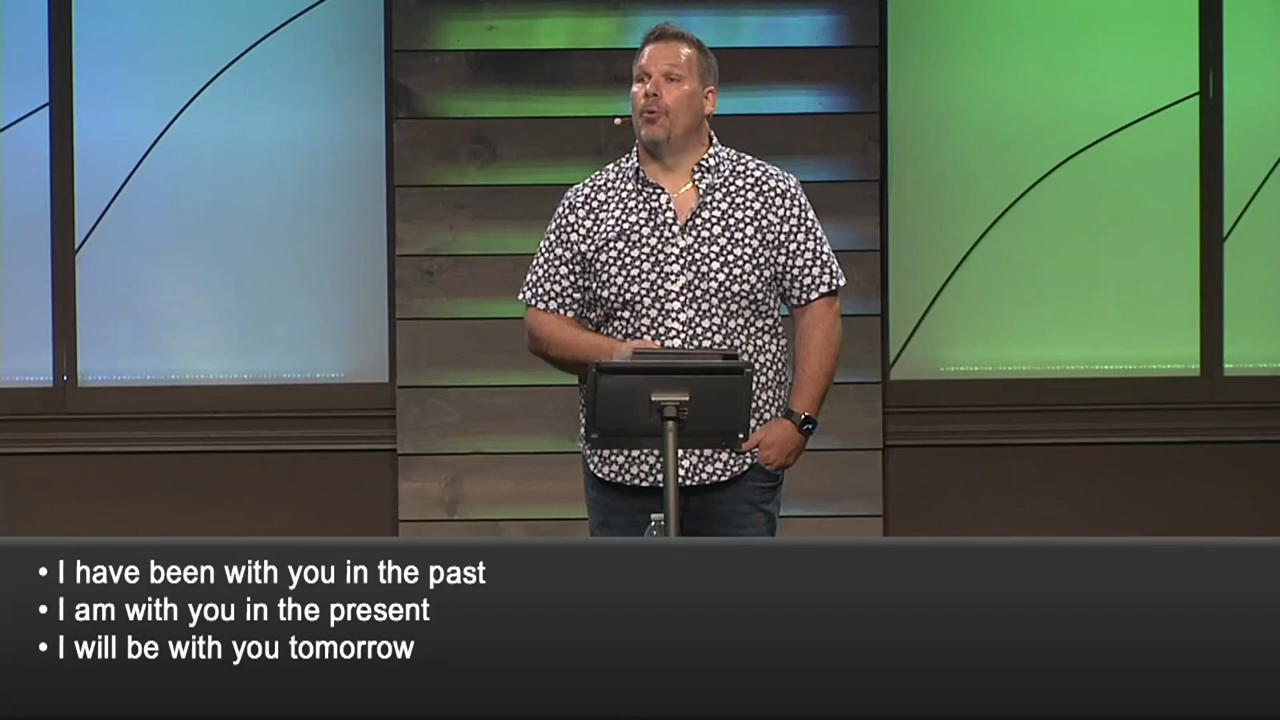 • I have been with you in the past
• I am with you in the present
• I will be with you tomorrow